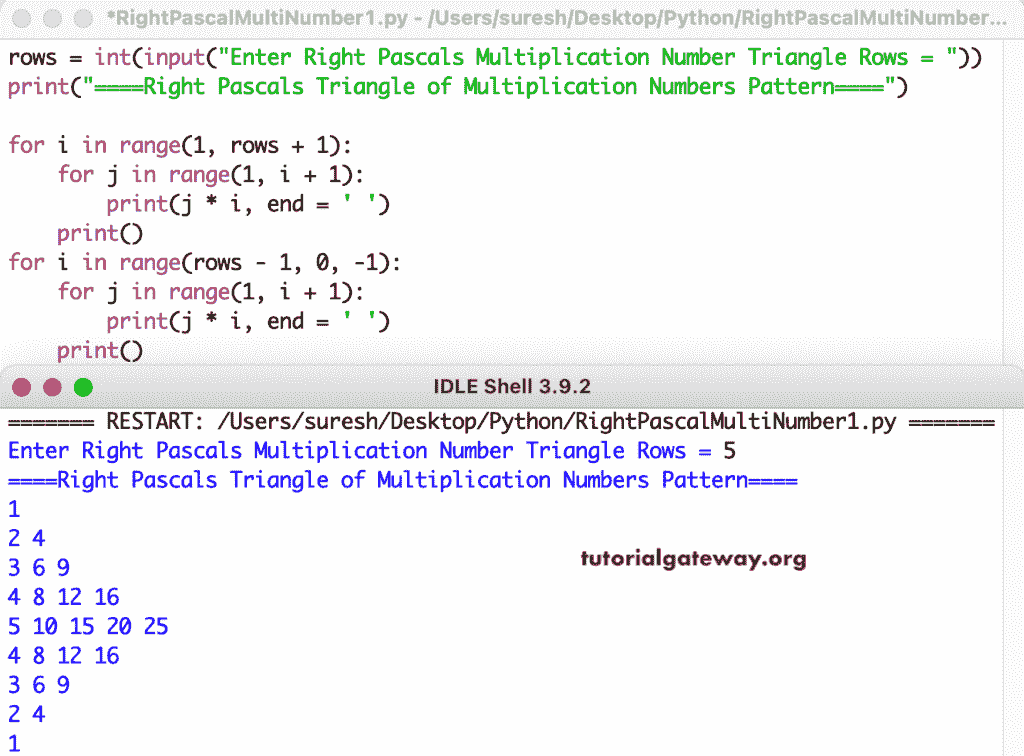 *RightPascalMultiNumber1.py - /Users/suresh/Desktop/Python/RightPascalMultiNumber...
rows = int(input("Enter Right Pascals Multiplication Number Triangle Rows = "))
print("====Right Pascals Triangle of Multiplication Numbers Pattern====")

for i in range(1, rows + 1):
    for j in range(1, i + 1):
        print(j * i, end = ' ')
    print()
for i in range(rows - 1, 0, -1):
    for j in range(1, i + 1):
        print(j * i, end = ' ')
    print()
IDLE Shell 3.9.2
======= RESTART: /Users/suresh/Desktop/Python/RightPascalMultiNumber1.py =======
Enter Right Pascals Multiplication Number Triangle Rows = 5
====Right Pascals Triangle of Multiplication Numbers Pattern====
1
2 4
tutorialgateway.org
3 6 9
4 8 12 16
5 10 15 20 25
4 8 12 16
3 6 9
2 4
1